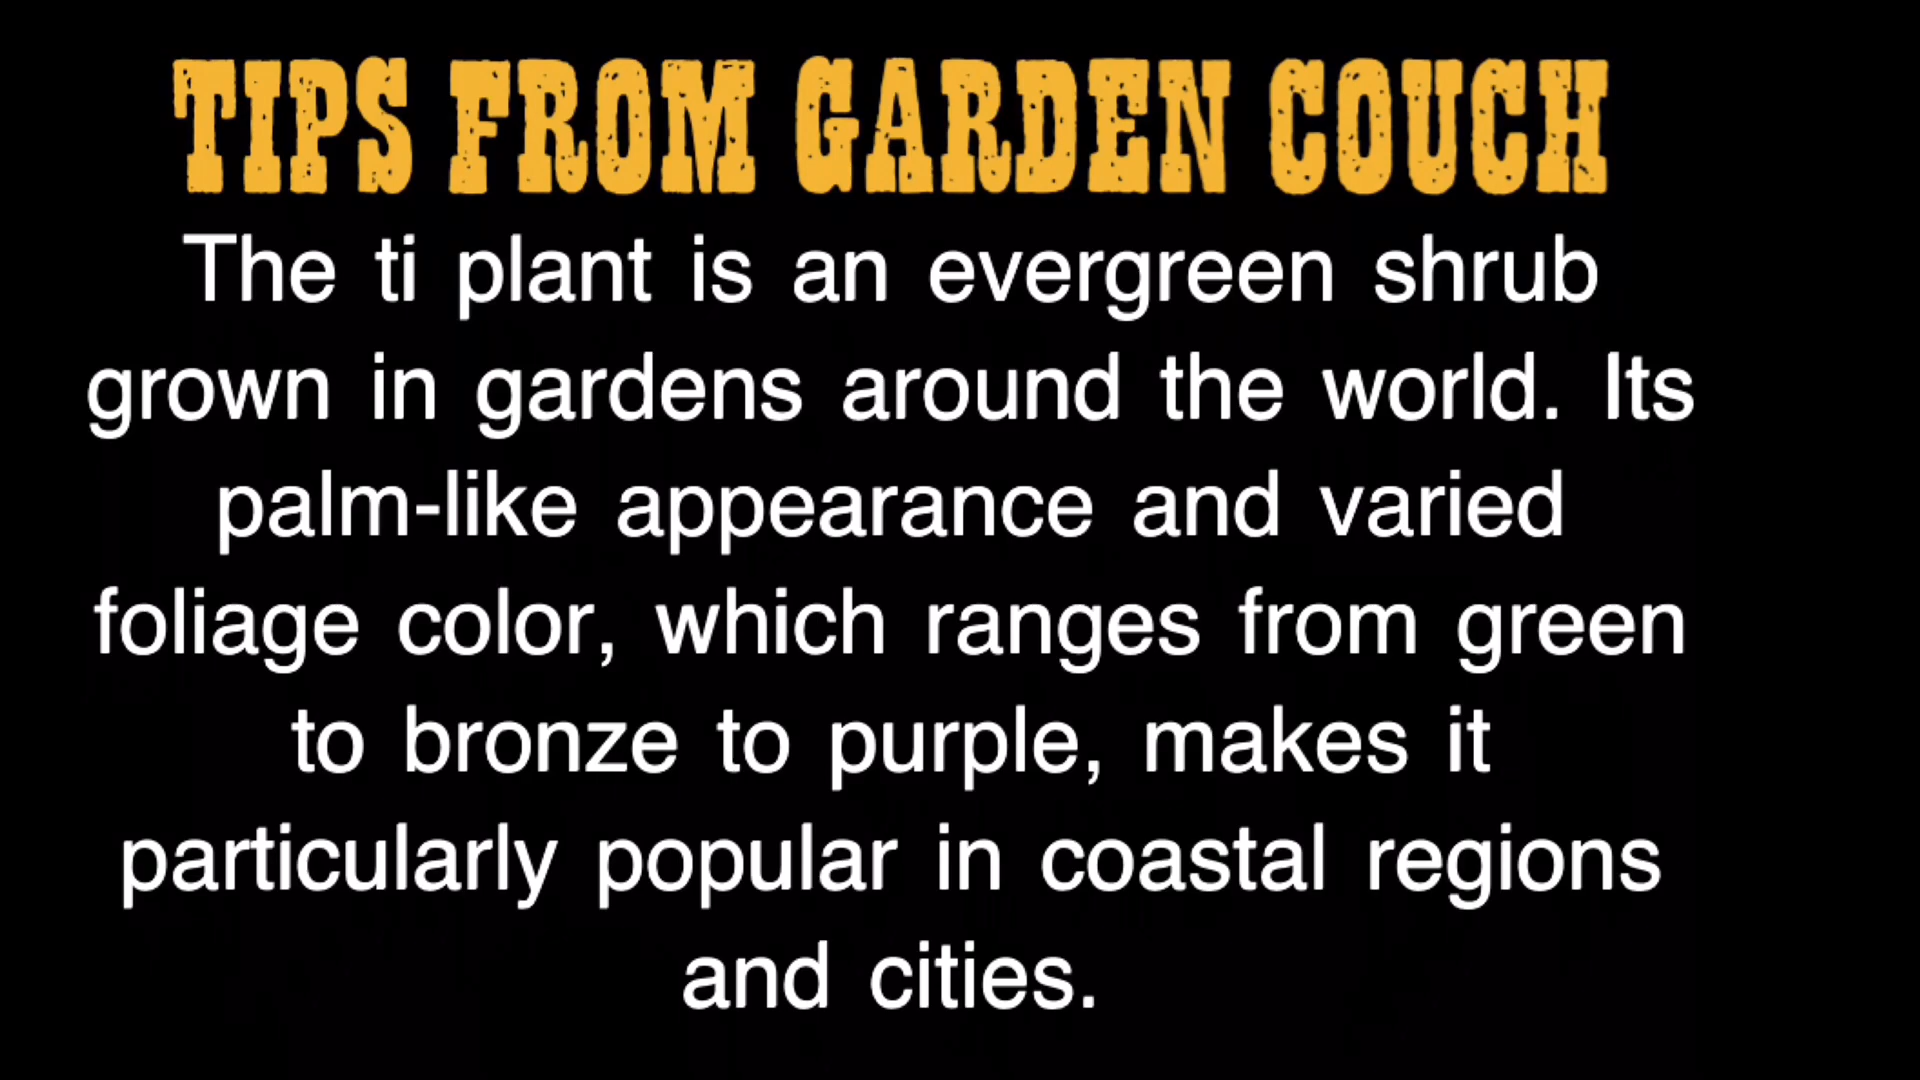 TIPS FROM GARDEN COUCH
The ti plant is an evergreen shrub
grown in gardens around the world. Its
palm-like appearance and varied
foliage color, which ranges from green
to bronze to purple, makes it
particularly popular in coastal regions
and cities.